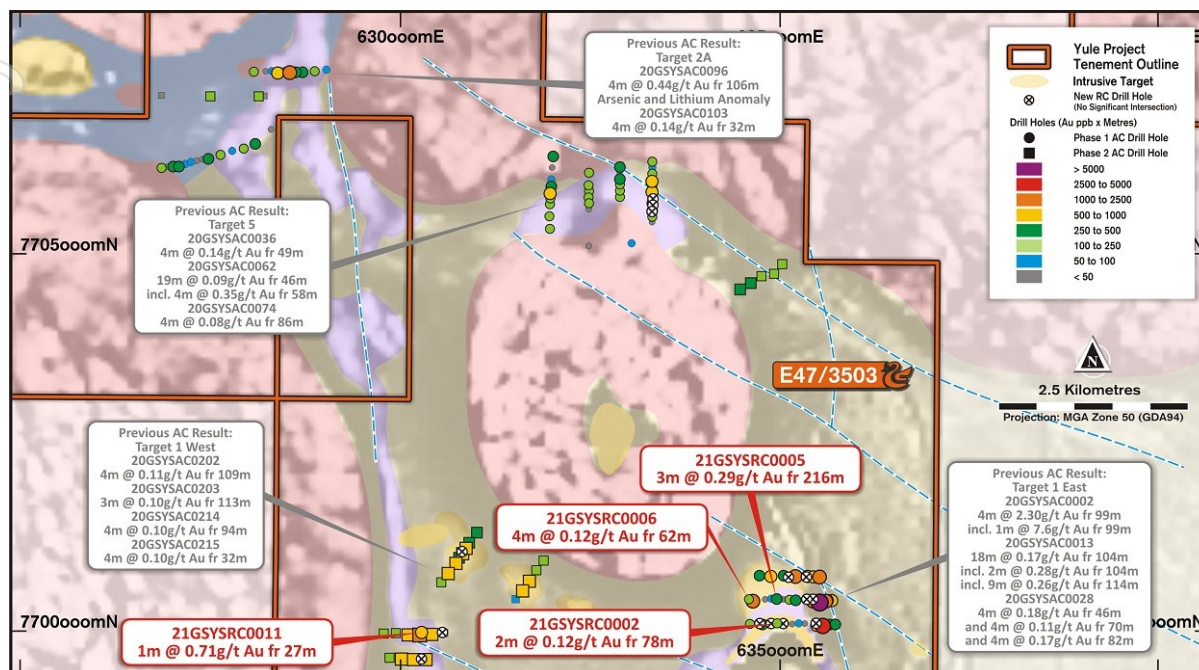 630000mE
635000mE
Previous AC Result:
Target 2A
20GSYSAC0096
4m @ 0.44g/t Au fr 106m
Arsenic and Lithium Anomaly
20GSYSAC0103
4m @ 0.14g/t Au fr 32m
Yule Project
Tenement Outline
Intrusive Target
New RC Drill Hole
(No Significant Intersection)
Drill Holes (Au ppb x Metres)
Phase 1 AC Drill Hole
Phase 2 AC Drill Hole
> 5000
2500 to 5000
1000 to 2500
500 to 1000
250 to 500
100 to 250
50 to 100
< 50
Previous AC Result:
Target 5
20GSYSAC0036
4m @ 0.14g/t Au fr 49m
20GSYSAC0062
19m @ 0.09g/t Au fr 46m
incl. 4m @ 0.35g/t Au fr 58m
20GSYSAC0074
4m @ 0.08g/t Au fr 86m
7705000mN
N
2.5 Kilometres
Projection: MGA Zone 50 (GDA94)
E47/3503
Previous AC Result:
Target 1 West
20GSYSAC0202
4m @ 0.11g/t Au fr 109m
20GSYSAC0203
3m @ 0.10g/t Au fr 113m
20GSYSAC0214
4m @ 0.10g/t Au fr 94m
20GSYSAC0215
4m @ 0.10g/t Au fr 32m
21GSYSRC0005
3m @ 0.29g/t Au fr 216m
21GSYSRC0006
4m @ 0.12g/t Au fr 62m
Previous AC Result:
Target 1 East
20GSYSAC0002
4m @ 2.30g/t Au fr 99m
incl. 1m @ 7.6g/t Au fr 99m
20GSYSAC0013
18m @ 0.17g/t Au fr 104m
incl. 2m @ 0.28g/t Au fr 104m
incl. 9m @ 0.26g/t Au fr 114m
20GSYSAC0028
4m @ 0.18g/t Au fr 46m
and 4m @ 0.11g/t Au fr 70m
and 4m @ 0.17g/t Au fr 82m
7700000mN
21GSYSRC0011
1m @ 0.71g/t Au fr 27m
21GSYSRC0002
2m @ 0.12g/t Au fr 78m
635000mE